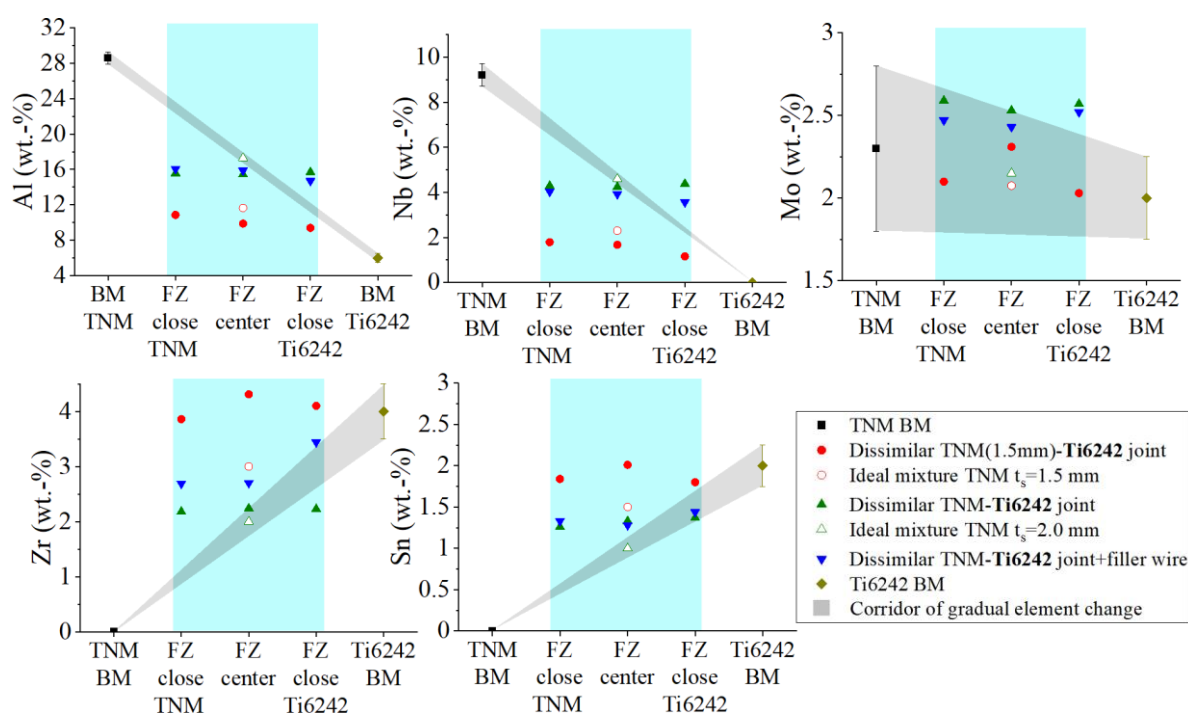 32
28
24
20
16
12
8
4
Al (wt.-%)
BM TNM
FZ close TNM
FZ center
FZ close Ti6242
BM Ti6242
10
8
6
4
2
0
Nb (wt.-%)
TNM BM
FZ close TNM
FZ center
FZ close Ti6242
Ti6242 BM
3
2.5
2
1.5
Mo (wt.-%)
TNM BM
FZ close TNM
FZ center
FZ close Ti6242
Ti6242 BM
4
3
2
1
0
Zr (wt.-%)
TNM BM
FZ close TNM
FZ center
FZ close Ti6242
Ti6242 BM
3
2.5
2
1.5
1
0.5
0
Sn (wt.-%)
TNM BM
FZ close TNM
FZ center
FZ close Ti6242
Ti6242 BM
TNM BM
Dissimilar TNM(1.5mm)-Ti6242 joint
Ideal mixture TNM ts=1.5 mm
Dissimilar TNM-Ti6242 joint
Ideal mixture TNM ts=2.0 mm
Dissimilar TNM-Ti6242 joint+filler wire
Ti6242 BM
Corridor of gradual element change